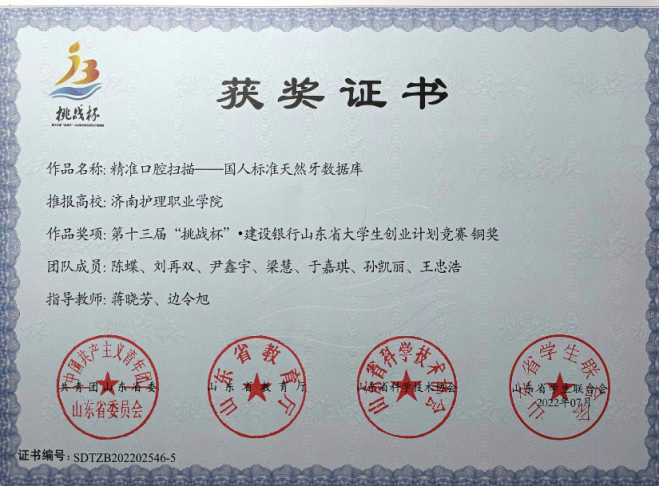 挑战杯
获奖证书
作品名称: 精准口腔扫描——国人标准天然牙数据库
推报高校: 济南护理职业学院
作品奖项: 第十三届“挑战杯”·建设银行山东省大学生创业计划竞赛 铜奖
团队成员: 陈蝶、刘再双、尹鑫宇、梁慧、于嘉琪、孙凯丽、王忠浩
指导教师: 蒋晓芳、边令旭
中国共产主义青年团
山东省委员会
共青团山东省委
山东省教育厅
山东省教育厅
山东省科学技术协会
山东省科学技术协会
山东省学生联合会
山东省学生联合会
2022年07月
证书编号: SDTZB202202546-5